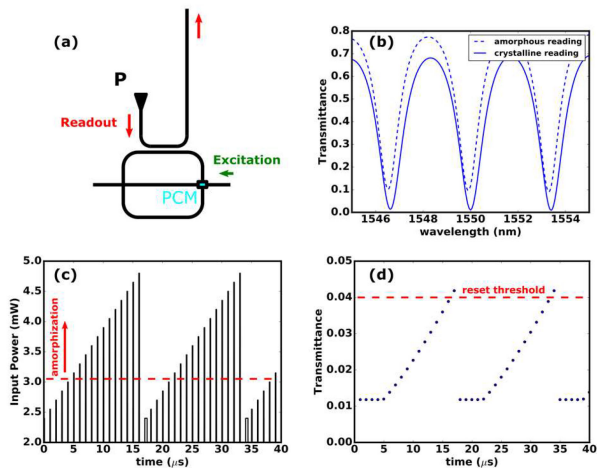 (a)
P
Readout
Excitation
PCM
(b)
amorphous reading
crystalline reading
Transmittance
0.8
0.7
0.6
0.5
0.4
0.3
0.2
0.1
0.0
1546 1548 1550 1552 1554
wavelength (nm)
(c)
Input Power (mW)
amorphization
5.0
4.5
4.0
3.5
3.0
2.5
2.0
0 5 10 15 20 25 30 35 40
time (μs)
(d)
reset threshold
Transmittance
0.05
0.04
0.03
0.02
0.01
0.00
0 5 10 15 20 25 30 35 40
time (μs)